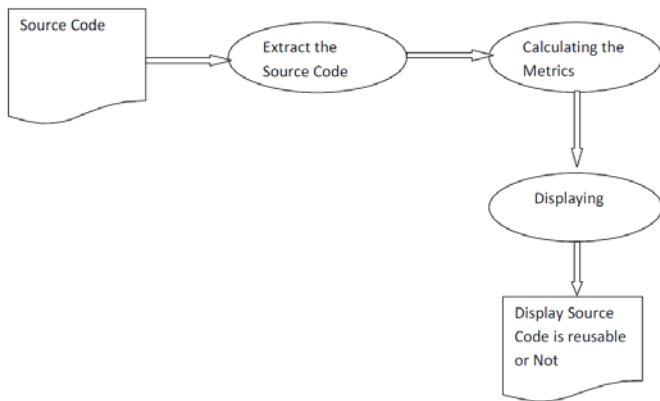 Source Code
Extract the
Source Code
Calculating the
Metrics
Displaying
Display Source
Code is reusable
or Not